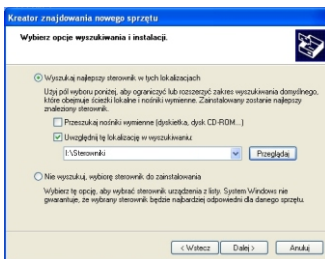 Kreator znajdowania nowego sprzętu
Wybierz opcje wyszukiwania i instalacji.
Wyszukaj najlepszy sterownik w tych lokalizacjach
Użyj pól wyboru poniżej, aby ograniczyć lub rozszerzyć zakres wyszukiwania domyślnego,
które obejmuje ścieżki lokalne i nośniki wymienne. Zainstalowany zostanie najlepszy
znaleziony sterownik.
Przeszukaj nośniki wymienne (dyskietka, dysk CD-ROM...)
Uwzględnij tę lokalizację w wyszukiwaniu:
I:\Sterowniki
Przeglądaj
Nie wyszukuj, wybiorę sterownik do zainstalowania
Wybierz tę opcję, aby wybrać sterownik urządzenia z listy. System Windows nie
gwarantuje, że wybrany sterownik będzie najbardziej odpowiedni dla danego sprzętu.
< Wstecz Dalej > Anuluj